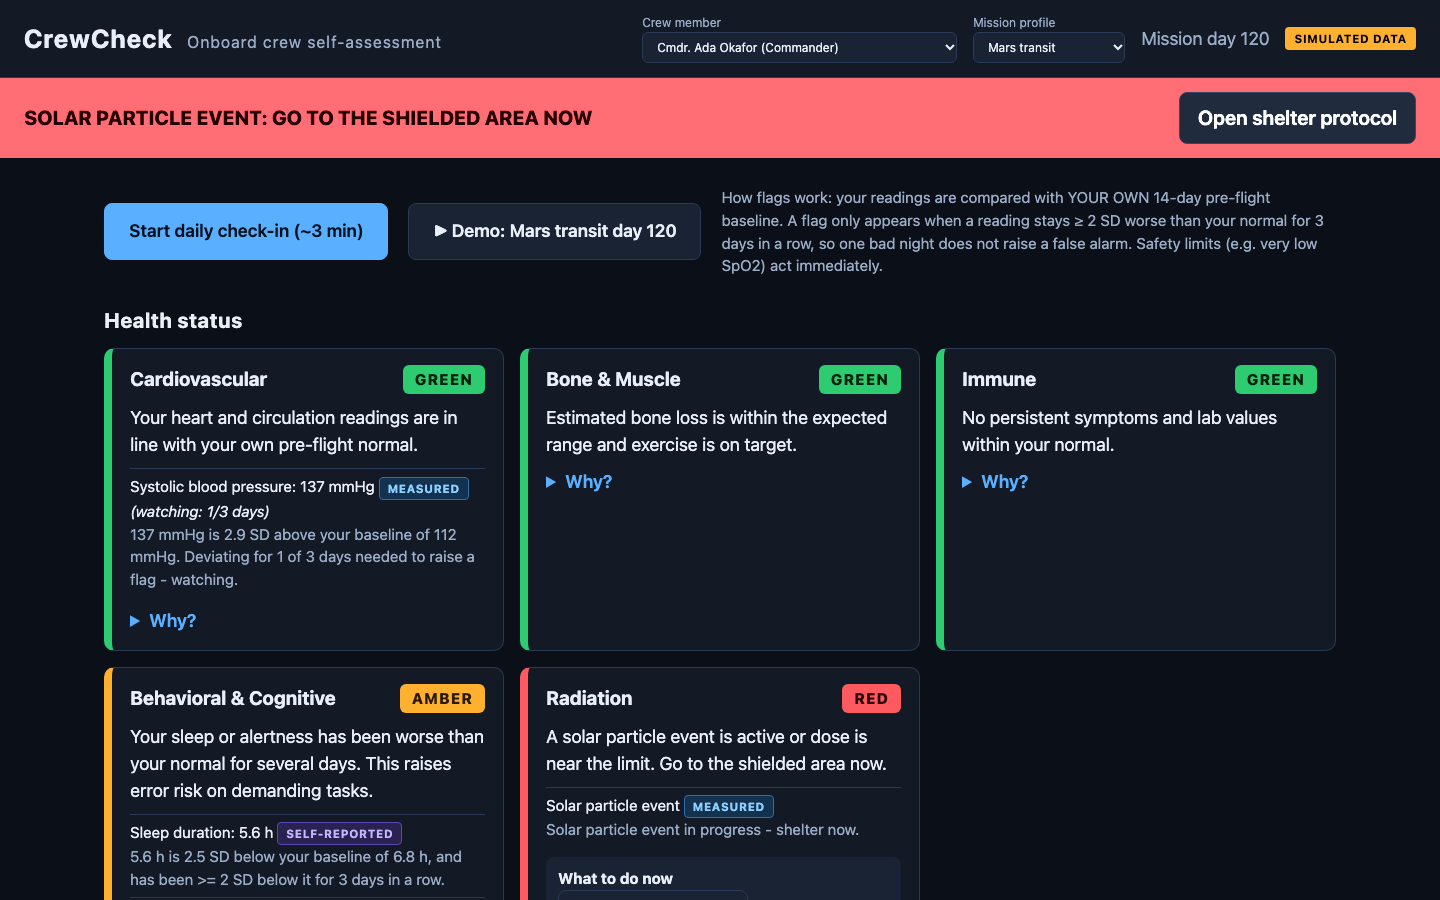 CrewCheck Onboard crew self-assessment
Crew member
Cmdr. Ada Okafor (Commander)
Mission profile
Mars transit
Mission day 120
SIMULATED DATA
SOLAR PARTICLE EVENT: GO TO THE SHIELDED AREA NOW
Open shelter protocol
Start daily check-in (~3 min)
▶ Demo: Mars transit day 120
How flags work: your readings are compared with YOUR OWN 14-day pre-flight
baseline. A flag only appears when a reading stays ≥ 2 SD worse than your normal for 3
days in a row, so one bad night does not raise a false alarm. Safety limits (e.g. very low
SpO2) act immediately.
Health status
Cardiovascular
GREEN
Your heart and circulation readings are in
line with your own pre-flight normal.
Systolic blood pressure: 137 mmHg MEASURED
(watching: 1/3 days)
137 mmHg is 2.9 SD above your baseline of 112
mmHg. Deviating for 1 of 3 days needed to raise a
flag - watching.
▶ Why?
Bone & Muscle
GREEN
Estimated bone loss is within the expected
range and exercise is on target.
▶ Why?
Immune
GREEN
No persistent symptoms and lab values
within your normal.
▶ Why?
Behavioral & Cognitive
AMBER
Your sleep or alertness has been worse than
your normal for several days. This raises
error risk on demanding tasks.
Sleep duration: 5.6 h SELF-REPORTED
5.6 h is 2.5 SD below your baseline of 6.8 h, and
has been >= 2 SD below it for 3 days in a row.
Radiation
RED
A solar particle event is active or dose is
near the limit. Go to the shielded area now.
Solar particle event MEASURED
Solar particle event in progress - shelter now.
What to do now